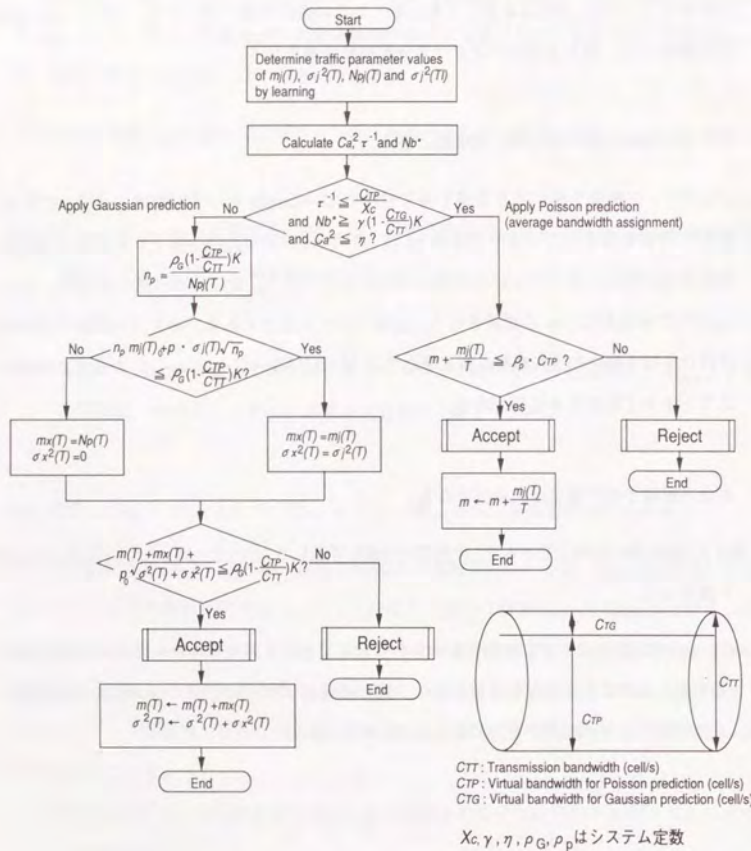 Start
Determine traffic parameter values
of mj(T), σj²(T), Npj(T) and σj²(Tl)
by learning
Calculate Ca,² τ⁻¹ and Nb*
Apply Gaussian prediction
No
τ⁻¹ ≦ CTP/Xc
and Nb* ≧ γ(1-CTG/CTT)K
and Ca² ≦ η ?
Yes
Apply Poisson prediction
(average bandwidth assignment)
np = ρG(1-CTP/CTT)K / Npj(T)
No
np mj(T)+p · σj(T)√np
≦ ρG(1-CTP/CTT)K?
Yes
m + mj(T)/T ≦ ρp · CTP ?
No
Yes
mx(T) =Np(T)
σx²(T) =0
mx(T) =mj(T)
σx²(T) =σj²(T)
Accept
Reject
m ← m + mj(T)/T
End
End
m(T) +mx(T) +
p√σ²(T) + σx²(T) ≦ ρG(1-CTP/CTT)K?
No
Yes
Accept
Reject
End
m(T) ← m(T) +mx(T)
σ²(T) ← σ²(T) + σx²(T)
End
CTG
CTP
CTT
CTT : Transmission bandwidth (cell/s)
CTP : Virtual bandwidth for Poisson prediction (cell/s)
CTG : Virtual bandwidth for Gaussian prediction (cell/s)
Xc, γ , η , ρG, ρpはシステム定数